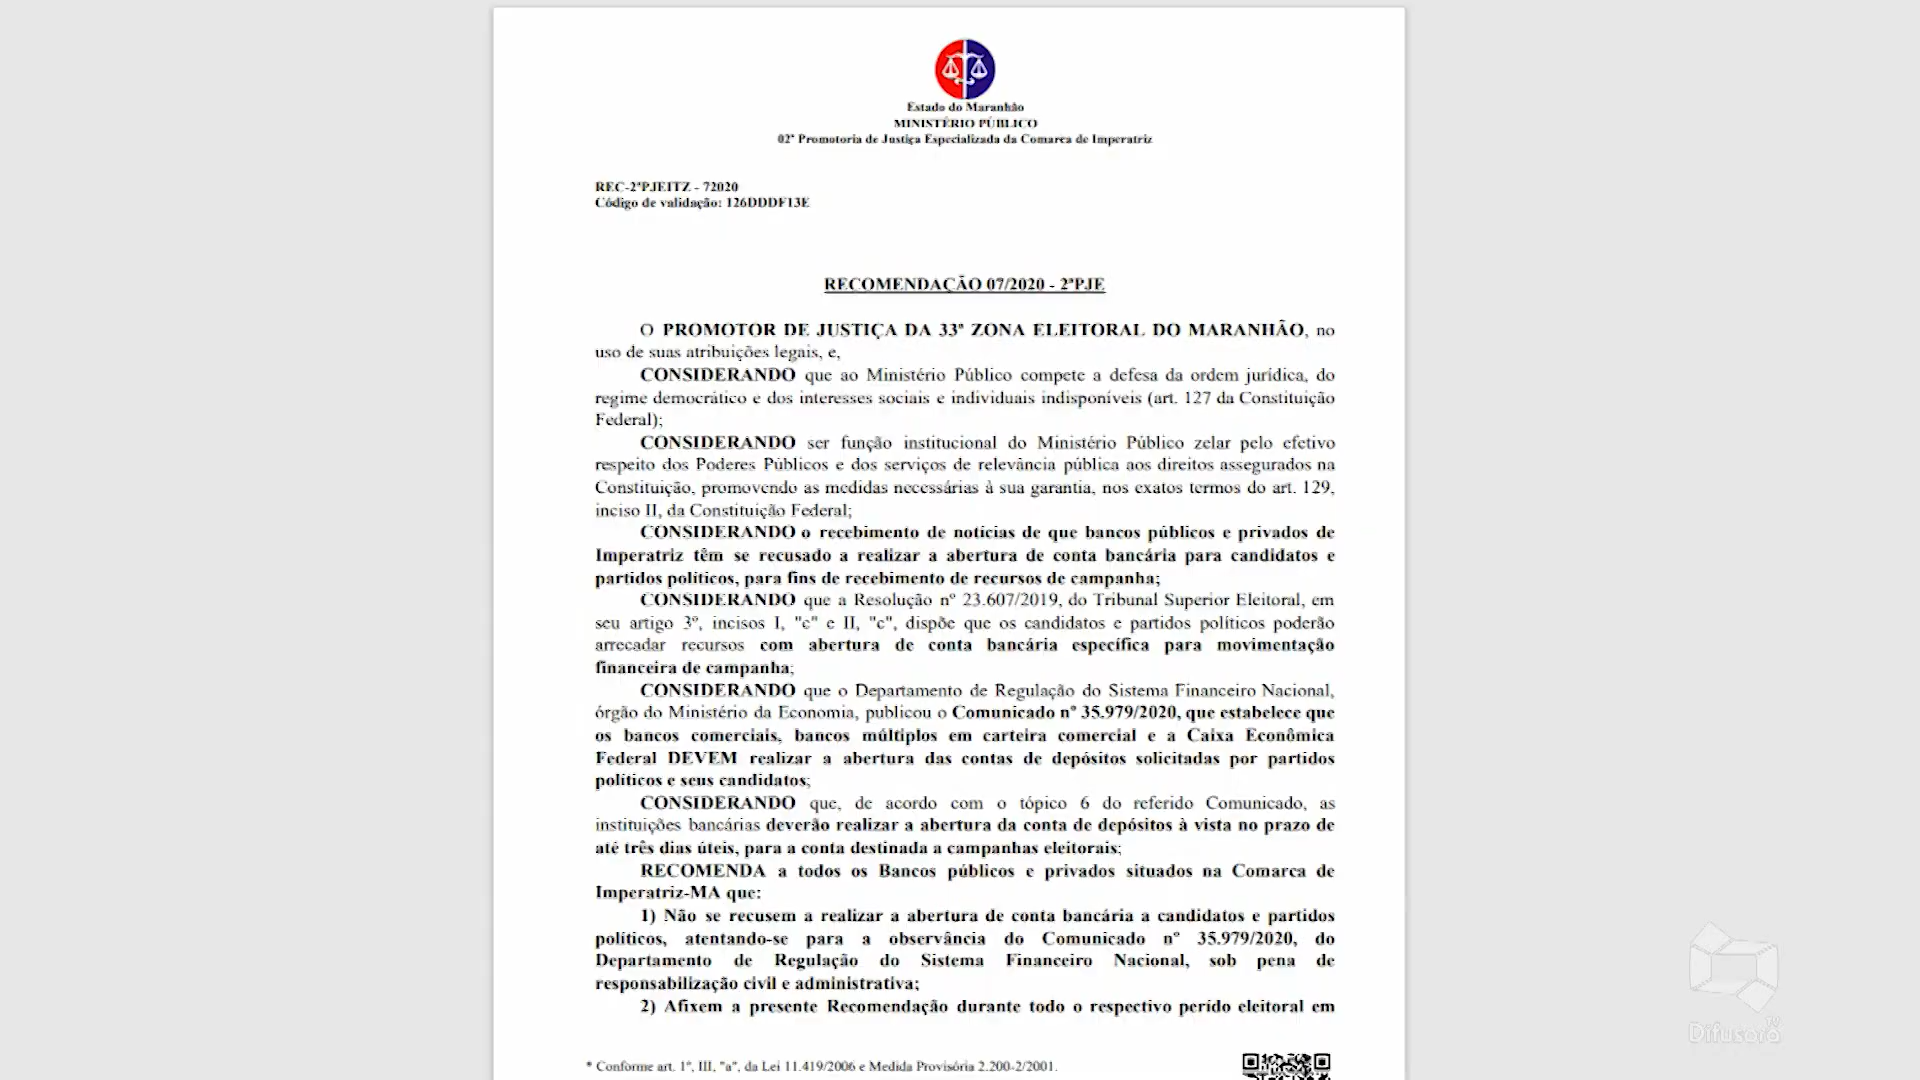 Estado do Maranhão
MINISTÉRIO PÚBLICO
02ª Promotoria de Justiça Especializada da Comarca de Imperatriz
REC-2ªPJEITZ - 72020
Código de validação: 126DDDF13E
RECOMENDAÇÃO 07/2020 - 2ªPJE
O PROMOTOR DE JUSTIÇA DA 33ª ZONA ELEITORAL DO MARANHÃO, no
uso de suas atribuições legais, e,
CONSIDERANDO que ao Ministério Público compete a defesa da ordem jurídica, do
regime democrático e dos interesses sociais e individuais indisponíveis (art. 127 da Constituição
Federal);
CONSIDERANDO ser função institucional do Ministério Público zelar pelo efetivo
respeito dos Poderes Públicos e dos serviços de relevância pública aos direitos assegurados na
Constituição, promovendo as medidas necessárias à sua garantia, nos exatos termos do art. 129,
inciso II, da Constituição Federal;
CONSIDERANDO o recebimento de notícias de que bancos públicos e privados de
Imperatriz têm se recusado a realizar a abertura de conta bancária para candidatos e
partidos políticos, para fins de recebimento de recursos de campanha;
CONSIDERANDO que a Resolução nº 23.607/2019, do Tribunal Superior Eleitoral, em
seu artigo 3º, incisos I, "c" e II, "c", dispõe que os candidatos e partidos políticos poderão
arrecadar recursos com abertura de conta bancária específica para movimentação
financeira de campanha;
CONSIDERANDO que o Departamento de Regulação do Sistema Financeiro Nacional,
órgão do Ministério da Economia, publicou o Comunicado nº 35.979/2020, que estabelece que
os bancos comerciais, bancos múltiplos em carteira comercial e a Caixa Econômica
Federal DEVEM realizar a abertura das contas de depósitos solicitadas por partidos
políticos e seus candidatos;
CONSIDERANDO que, de acordo com o tópico 6 do referido Comunicado, as
instituições bancárias deverão realizar a abertura da conta de depósitos à vista no prazo de
até três dias úteis, para a conta destinada a campanhas eleitorais;
RECOMENDA a todos os Bancos públicos e privados situados na Comarca de
Imperatriz-MA que:
1) Não se recusem a realizar a abertura de conta bancária a candidatos e partidos
políticos, atentando-se para a observância do Comunicado nº 35.979/2020, do
Departamento de Regulação do Sistema Financeiro Nacional, sob pena de
responsabilização civil e administrativa;
2) Afixem a presente Recomendação durante todo o respectivo perído eleitoral em
* Conforme art. 1º, III, "a", da Lei 11.419/2006 e Medida Provisória 2.200-2/2001.
TV
Difusora